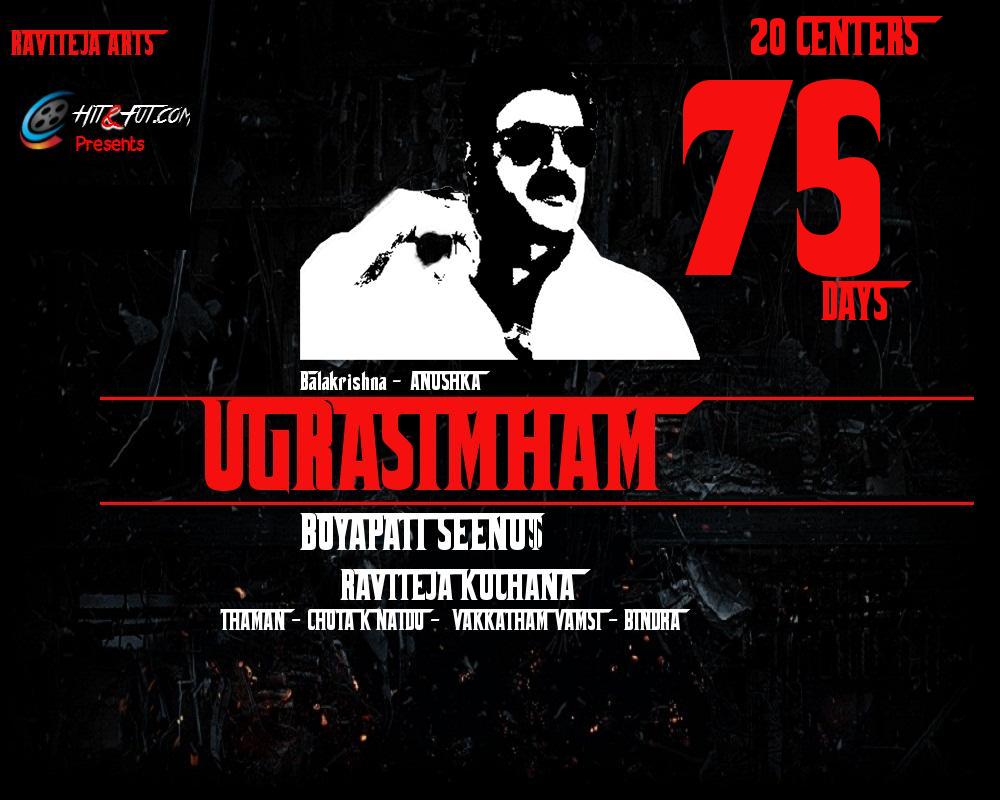 RAVITEJA ARTS
HIT&FUT.COM
Presents
20 CENTERS
75
DAYS
Balakrishna - ANUSHKA
UGRASIMHAM
BOYAPATI SEENU$
RAVITEJA KUCHANA
THAMAN - CHOTA K NAIDU - VAKKATHAM VAMSI - BINDRA